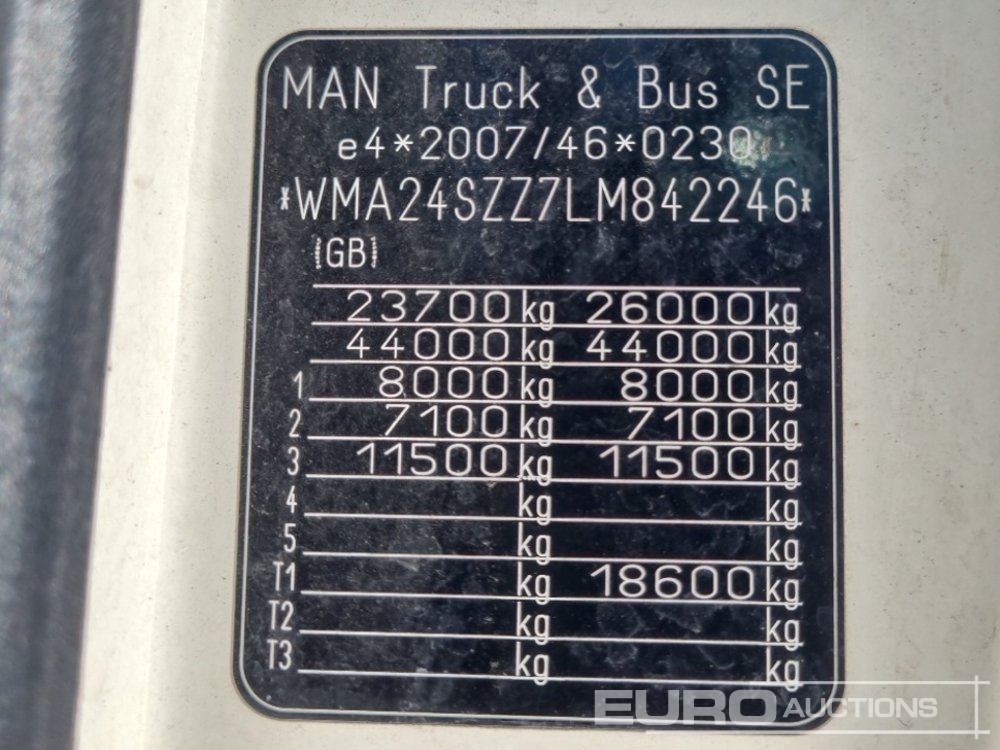 MAN Truck & Bus SE
e4*2007/46*0230
*WMA24SZZ7LM842246*
(GB)
23700 kg 26000 kg
44000 kg 44000 kg
1 8000 kg 8000 kg
2 7100 kg 7100 kg
3 11500 kg 11500 kg
4 kg kg
5 kg kg
T1 kg 18600 kg
T2 kg kg
T3 kg kg
EURO AUCTIONS